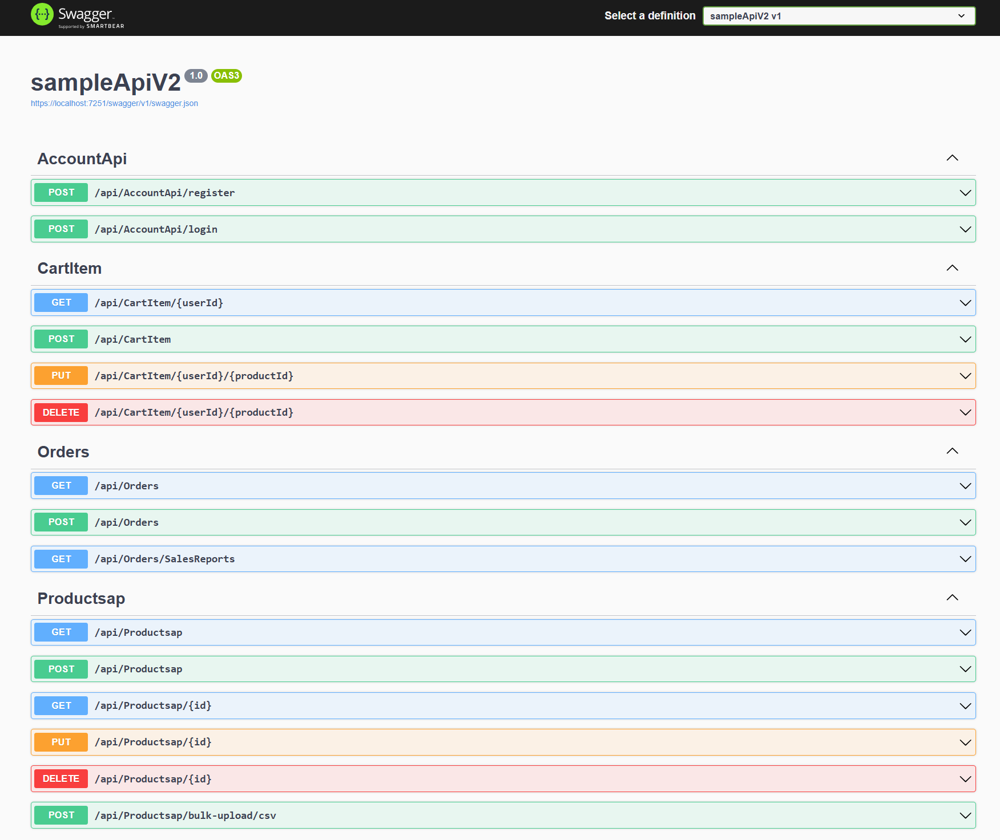 Swagger
Supported by SMARTBEAR
Select a definition
sampleApiV2 v1
sampleApiV2 1.0 OAS3
https://localhost:7251/swagger/v1/swagger.json
AccountApi
POST /api/AccountApi/register
POST /api/AccountApi/login
CartItem
GET /api/CartItem/{userId}
POST /api/CartItem
PUT /api/CartItem/{userId}/{productId}
DELETE /api/CartItem/{userId}/{productId}
Orders
GET /api/Orders
POST /api/Orders
GET /api/Orders/SalesReports
Productsap
GET /api/Productsap
POST /api/Productsap
GET /api/Productsap/{id}
PUT /api/Productsap/{id}
DELETE /api/Productsap/{id}
POST /api/Productsap/bulk-upload/csv